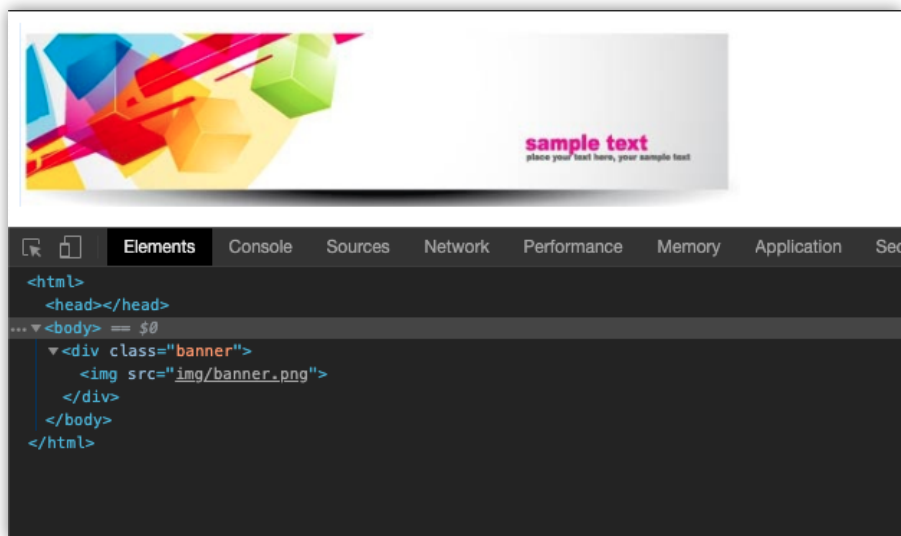 sample text
place your text here, your sample text
Elements Console Sources Network Performance Memory Application Sec
<html>
<head></head>
... ▼<body> == $0
▼<div class="banner">
<img src="img/banner.png">
</div>
</body>
</html>